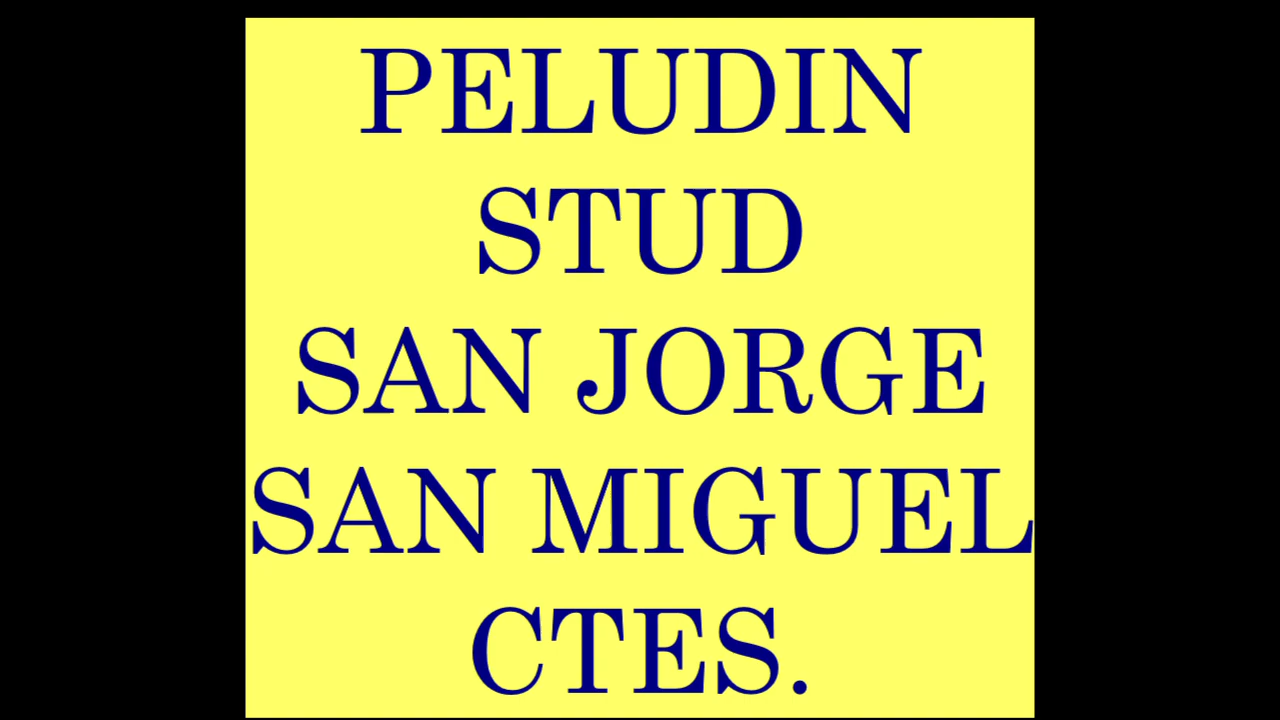 PELUDIN
STUD
SAN JORGE
SAN MIGUEL
CTES.